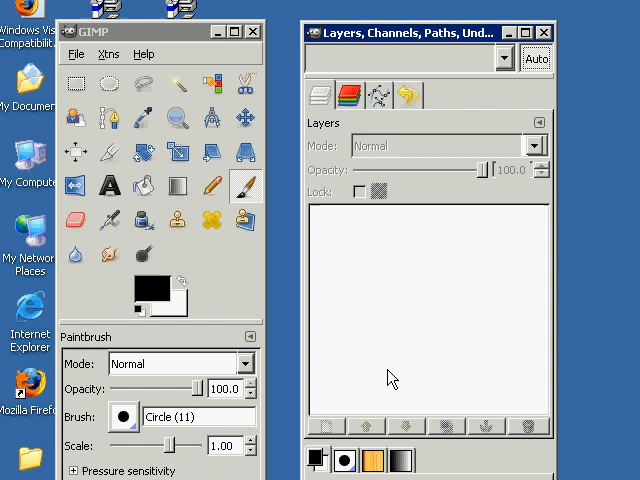 Windows Vis
Compatibilit...
My Documen
My Compute
My Networ
Places
Internet
Explorer
Mozilla Firefo
GIMP
File Xtns Help
Paintbrush
Mode: Normal
Opacity: 100.0
Brush: Circle (11)
Scale: 1.00
Pressure sensitivity
Layers, Channels, Paths, Und...
Auto
Layers
Mode: Normal
Opacity: 100.0
Lock: